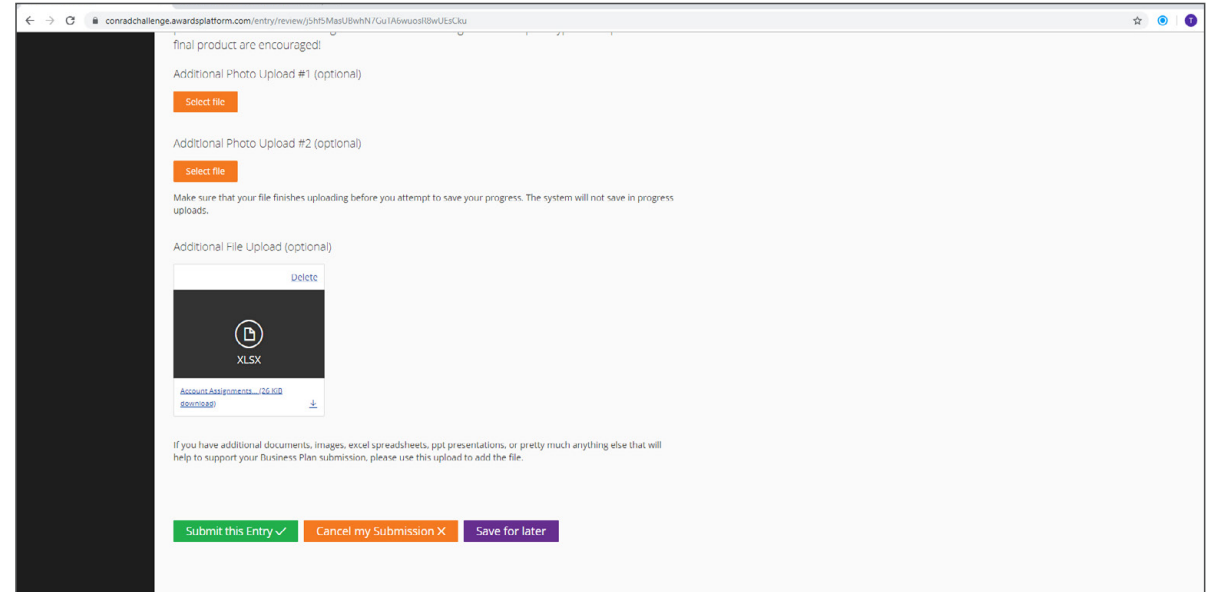 conradchallenge.awardsplatform.com/entry/review/
T
final product are encouraged!
Additional Photo Upload #1 (optional)
Select file
Additional Photo Upload #2 (optional)
Select file
Make sure that your file finishes uploading before you attempt to save your progress. The system will not save in progress
uploads.
Additional File Upload (optional)
Delete
XLSX
Account Assignments... (26 KiB
download)
If you have additional documents, images, excel spreadsheets, ppt presentations, or pretty much anything else that will
help to support your Business Plan submission, please use this upload to add the file.
Submit this Entry ✓ Cancel my Submission X Save for later